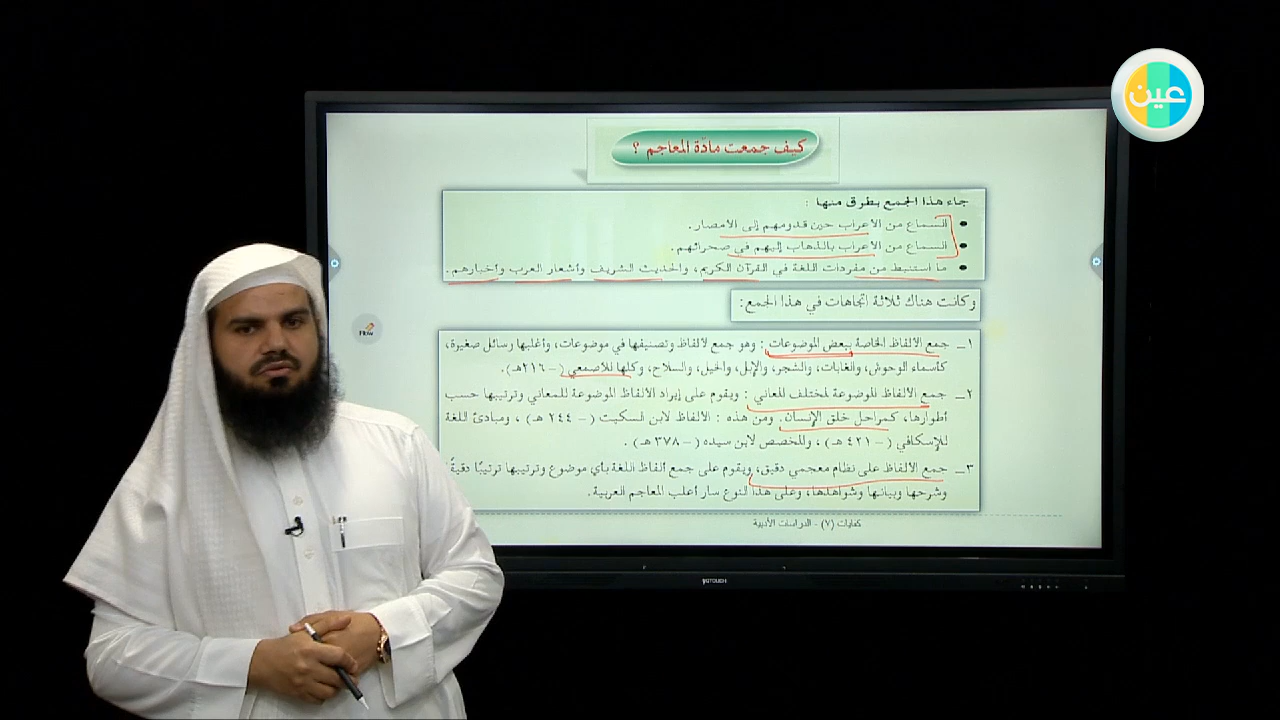 عين
كيف جمعت مادّة المعاجم ؟
جاء هذا الجمع بطرق منها :
السماع من الأعراب حين قدومهم إلى الأمصار.
السماع من الأعراب بالذهاب إليهم في صحرائهم.
ما استنبط من مفردات اللغة في القرآن الكريم، والحديث الشريف وأشعار العرب وأخبارهم.
وكانت هناك ثلاثة اتجاهات في هذا الجمع:
١_ جمع الألفاظ الخاصة ببعض الموضوعات : وهو جمع لألفاظ وتصنيفها في موضوعات، وأغلبها رسائل صغيرة،
كأسماء الوحوش، والغابات، والشجر، والإبل، والخيل، والسلاح، وكلها للأصمعي ( – ٢١٦هـ) .
٢_ جمع الألفاظ الموضوعة لمختلف المعاني : ويقوم على إيراد الألفاظ الموضوعة للمعاني وترتيبها حسب
أطوارها، كمراحل خلق الإنسان. ومن هذه : الألفاظ لابن السكيت ( – ٢٤٤ هـ) ، ومبادئ اللغة
للإسكافي ( – ٤٢١ هـ) ، والمخصص لابن سيده ( – ٣٧٨ هـ) .
٣_ جمع الألفاظ على نظام معجمي دقيق، ويقوم على جمع ألفاظ اللغة بأي موضوع وترتيبها ترتيبًا دقيقًا
وشرحها وبيانها وشواهدها، وعلى هذا النوع سار أغلب المعاجم العربية.
كفايات (٧) - الدراسات الأدبية
Flow